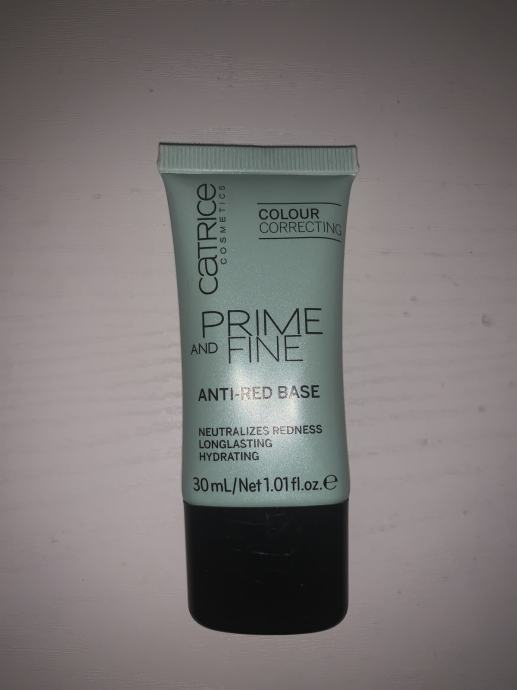 CATRICE
COSMETICS
COLOUR
CORRECTING
PRIME
AND FINE
ANTI-RED BASE
NEUTRALIZES REDNESS
LONGLASTING
HYDRATING
30 mL/Net 1.01 fl.oz. ℮